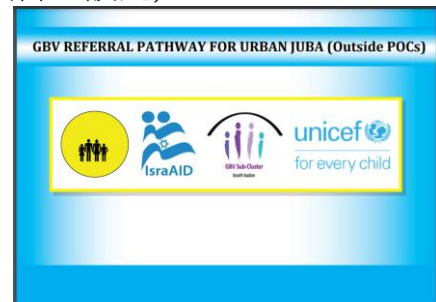 GBV REFERRAL PATHWAY FOR URBAN JUBA (Outside POCs)
IsraAID
GBV Sub-Cluster
South Sudan
unicef
for every child